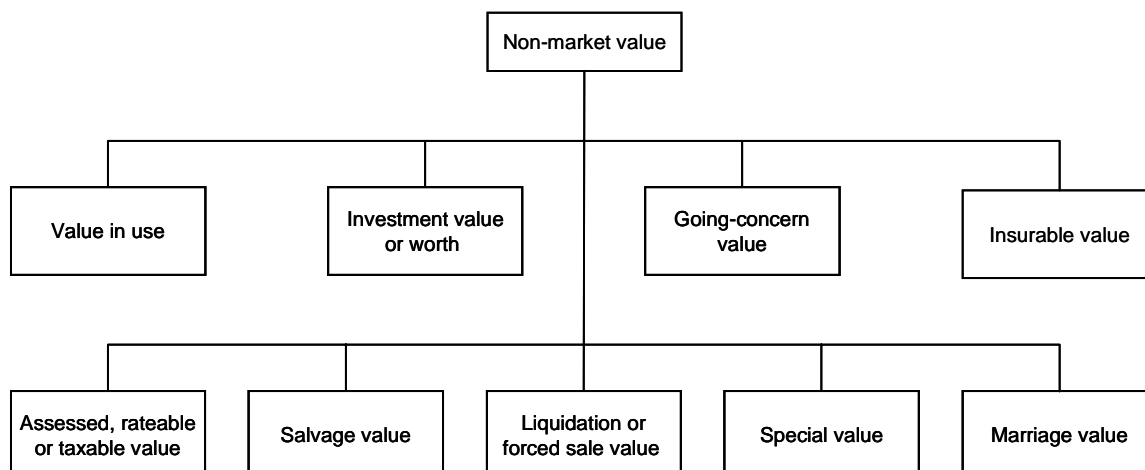 Non-market value
Value in use
Investment value
or worth
Going-concern
value
Insurable value
Assessed, rateable
or taxable value
Salvage value
Liquidation or
forced sale value
Special value
Marriage value